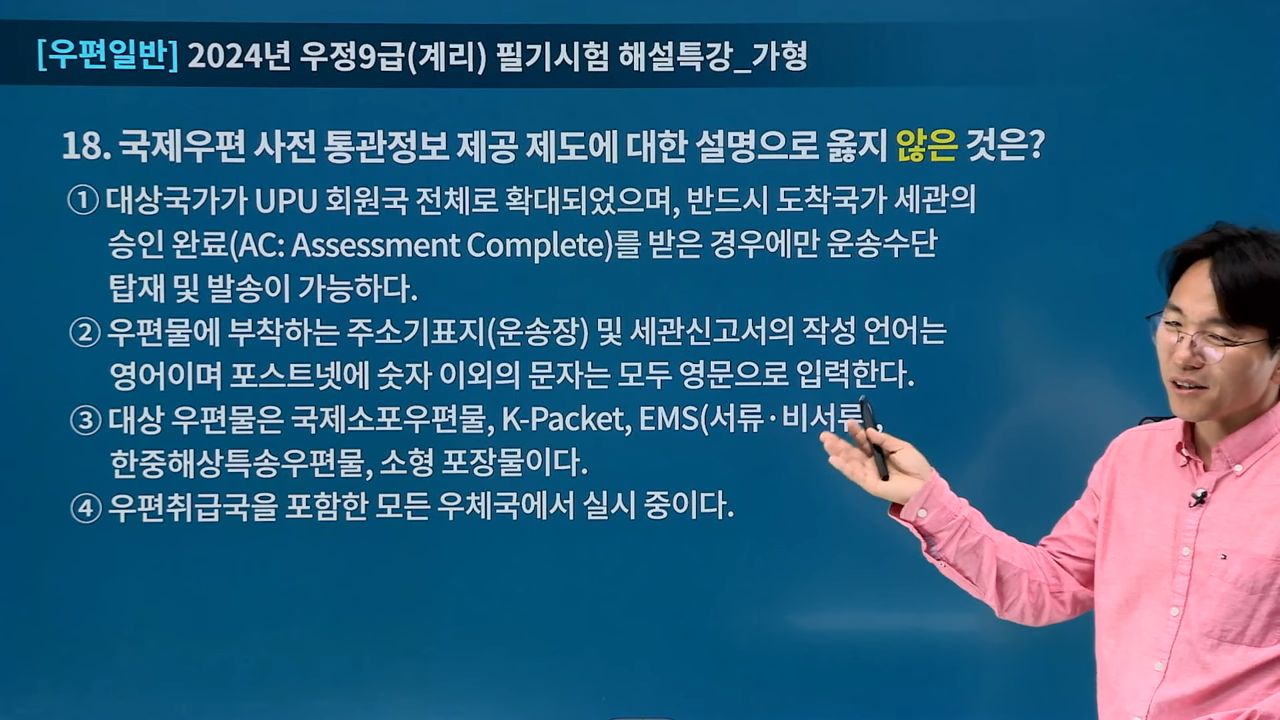 [우편일반] 2024년 우정9급(계리) 필기시험 해설특강_가형
18. 국제우편 사전 통관정보 제공 제도에 대한 설명으로 옳지 않은 것은?
① 대상국가가 UPU 회원국 전체로 확대되었으며, 반드시 도착국가 세관의
승인 완료(AC: Assessment Complete)를 받은 경우에만 운송수단
탑재 및 발송이 가능하다.
② 우편물에 부착하는 주소기표지(운송장) 및 세관신고서의 작성 언어는
영어이며 포스트넷에 숫자 이외의 문자는 모두 영문으로 입력한다.
③ 대상 우편물은 국제소포우편물, K-Packet, EMS(서류·비서류),
한중해상특송우편물, 소형 포장물이다.
④ 우편취급국을 포함한 모든 우체국에서 실시 중이다.